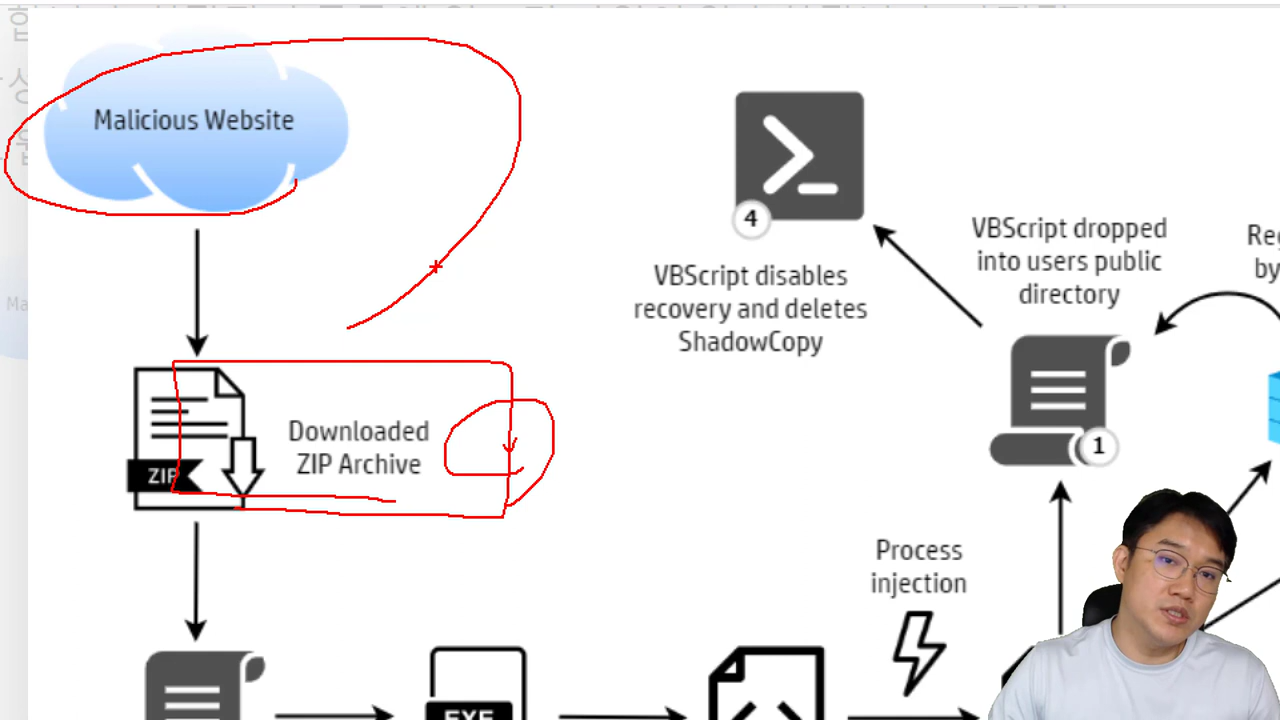 Malicious Website
4
VBScript disables
recovery and deletes
ShadowCopy
VBScript dropped
into users public
directory
Reg
by
1
ZIP
Downloaded
ZIP Archive
Process
injection
EXE
Ma